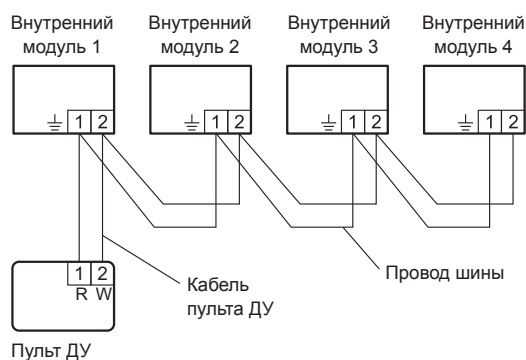 Внутренний модуль 1
Внутренний модуль 2
Внутренний модуль 3
Внутренний модуль 4
1 2
1 2
1 2
1 2
1 2
R W
Кабель
пульта ДУ
Провод шины
Пульт ДУ